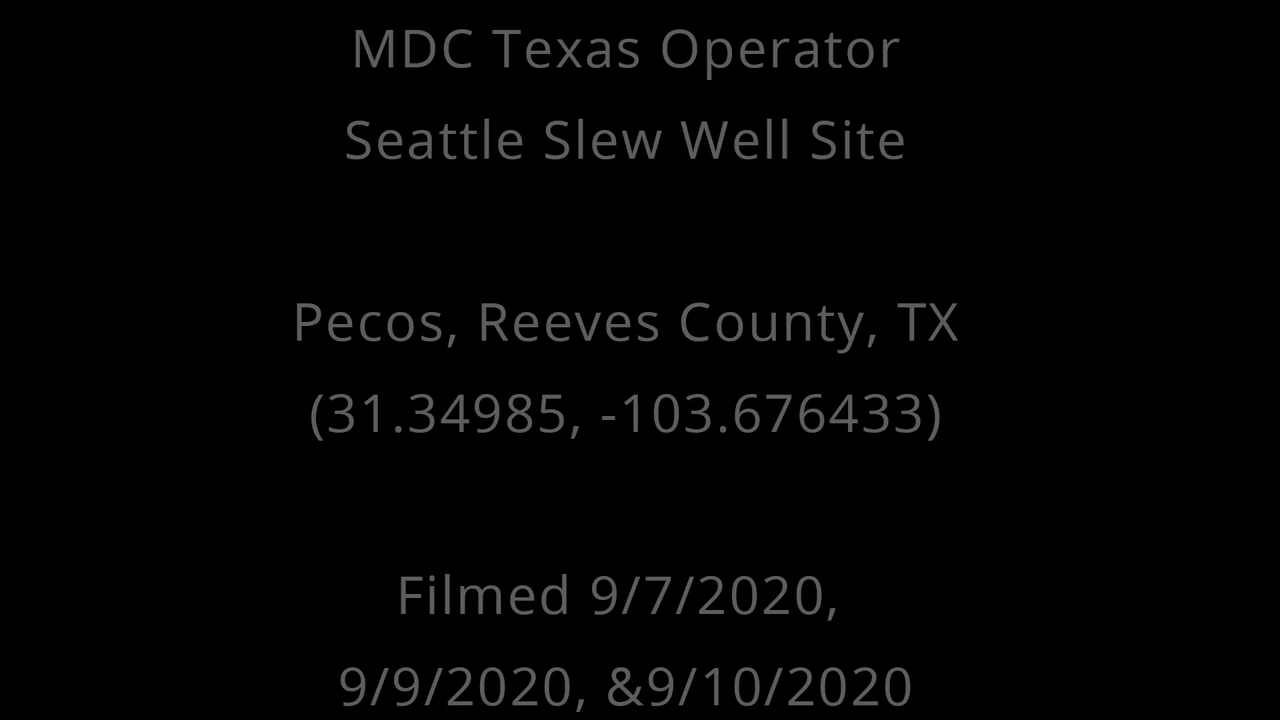 MDC Texas Operator
Seattle Slew Well Site
Pecos, Reeves County, TX
(31.34985, -103.676433)
Filmed 9/7/2020,
9/9/2020, &9/10/2020